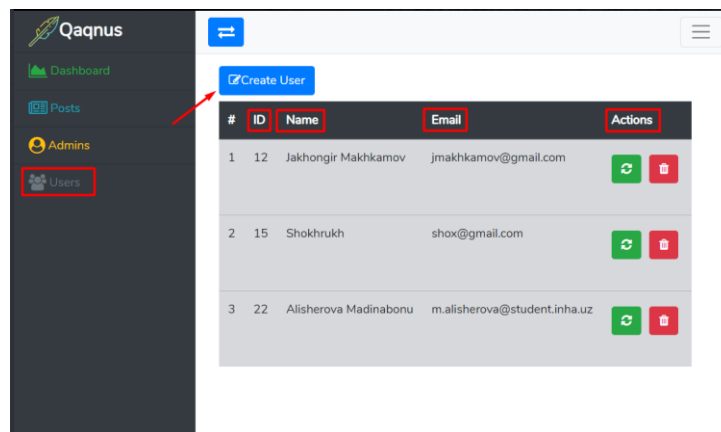 Qaqnus
Dashboard
Posts
Admins
Users
Create User
# ID Name Email Actions
1 12 Jakhongir Makhkamov jmakhkamov@gmail.com
2 15 Shokhrukh shox@gmail.com
3 22 Alisherova Madinabonu m.alisherova@student.inha.uz